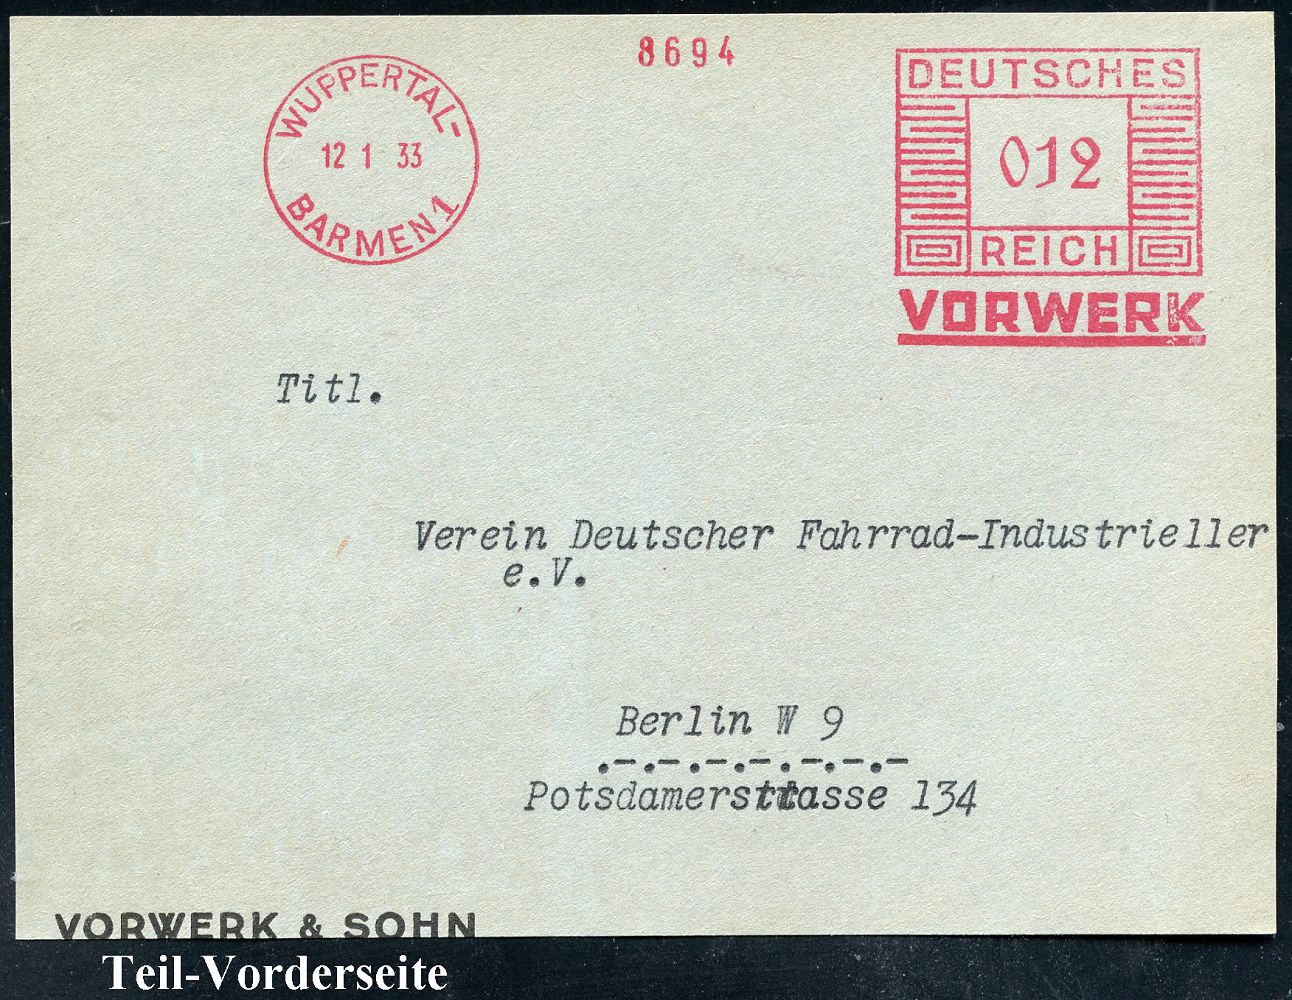 8694
WUPPERTAL-
12 1 33
BARMEN 1
DEUTSCHES
012
REICH
VORWERK
Titl.
Verein Deutscher Fahrrad-Industrieller
e.V.
Berlin W 9
.-.-.-.-.-.-.-
Potsdamerstrasse 134
VORWERK & SOHN
Teil-Vorderseite